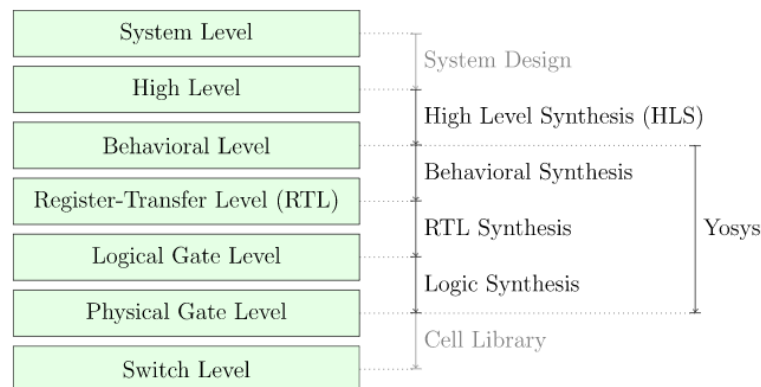 System Level
System Design
High Level
High Level Synthesis (HLS)
Behavioral Level
Behavioral Synthesis
Register-Transfer Level (RTL)
RTL Synthesis
Yosys
Logical Gate Level
Logic Synthesis
Physical Gate Level
Cell Library
Switch Level